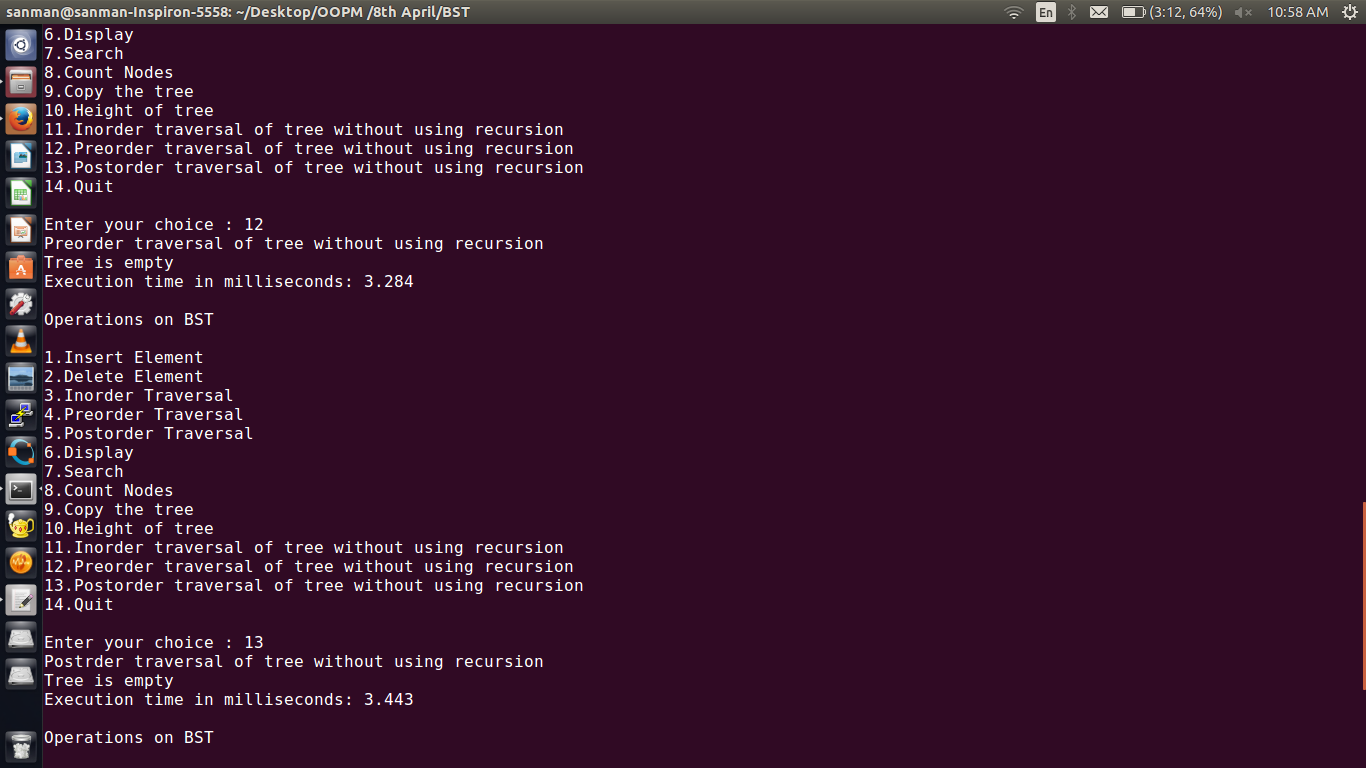 sanman@sanman-Inspiron-5558: ~/Desktop/OOPM /8th April/BST
En
(3:12, 64%)
10:58 AM
6.Display
7.Search
8.Count Nodes
9.Copy the tree
10.Height of tree
11.Inorder traversal of tree without using recursion
12.Preorder traversal of tree without using recursion
13.Postorder traversal of tree without using recursion
14.Quit
Enter your choice : 12
Preorder traversal of tree without using recursion
Tree is empty
Execution time in milliseconds: 3.284
Operations on BST
1.Insert Element
2.Delete Element
3.Inorder Traversal
4.Preorder Traversal
5.Postorder Traversal
6.Display
7.Search
8.Count Nodes
9.Copy the tree
10.Height of tree
11.Inorder traversal of tree without using recursion
12.Preorder traversal of tree without using recursion
13.Postorder traversal of tree without using recursion
14.Quit
Enter your choice : 13
Postrder traversal of tree without using recursion
Tree is empty
Execution time in milliseconds: 3.443
Operations on BST